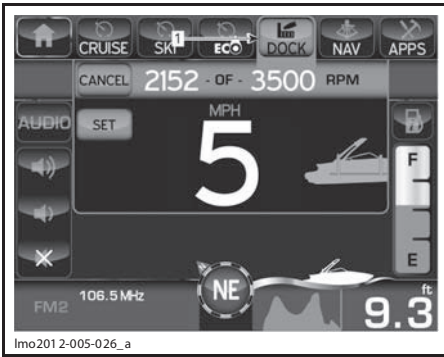 CRUISE SKI ECO DOCK NAV APPS
1
CANCEL 2152 - OF - 3500 RPM
AUDIO SET MPH
5
F
E
NE
FM2 106.5 MHz
9.3 ft
lmo2012-005-026_a